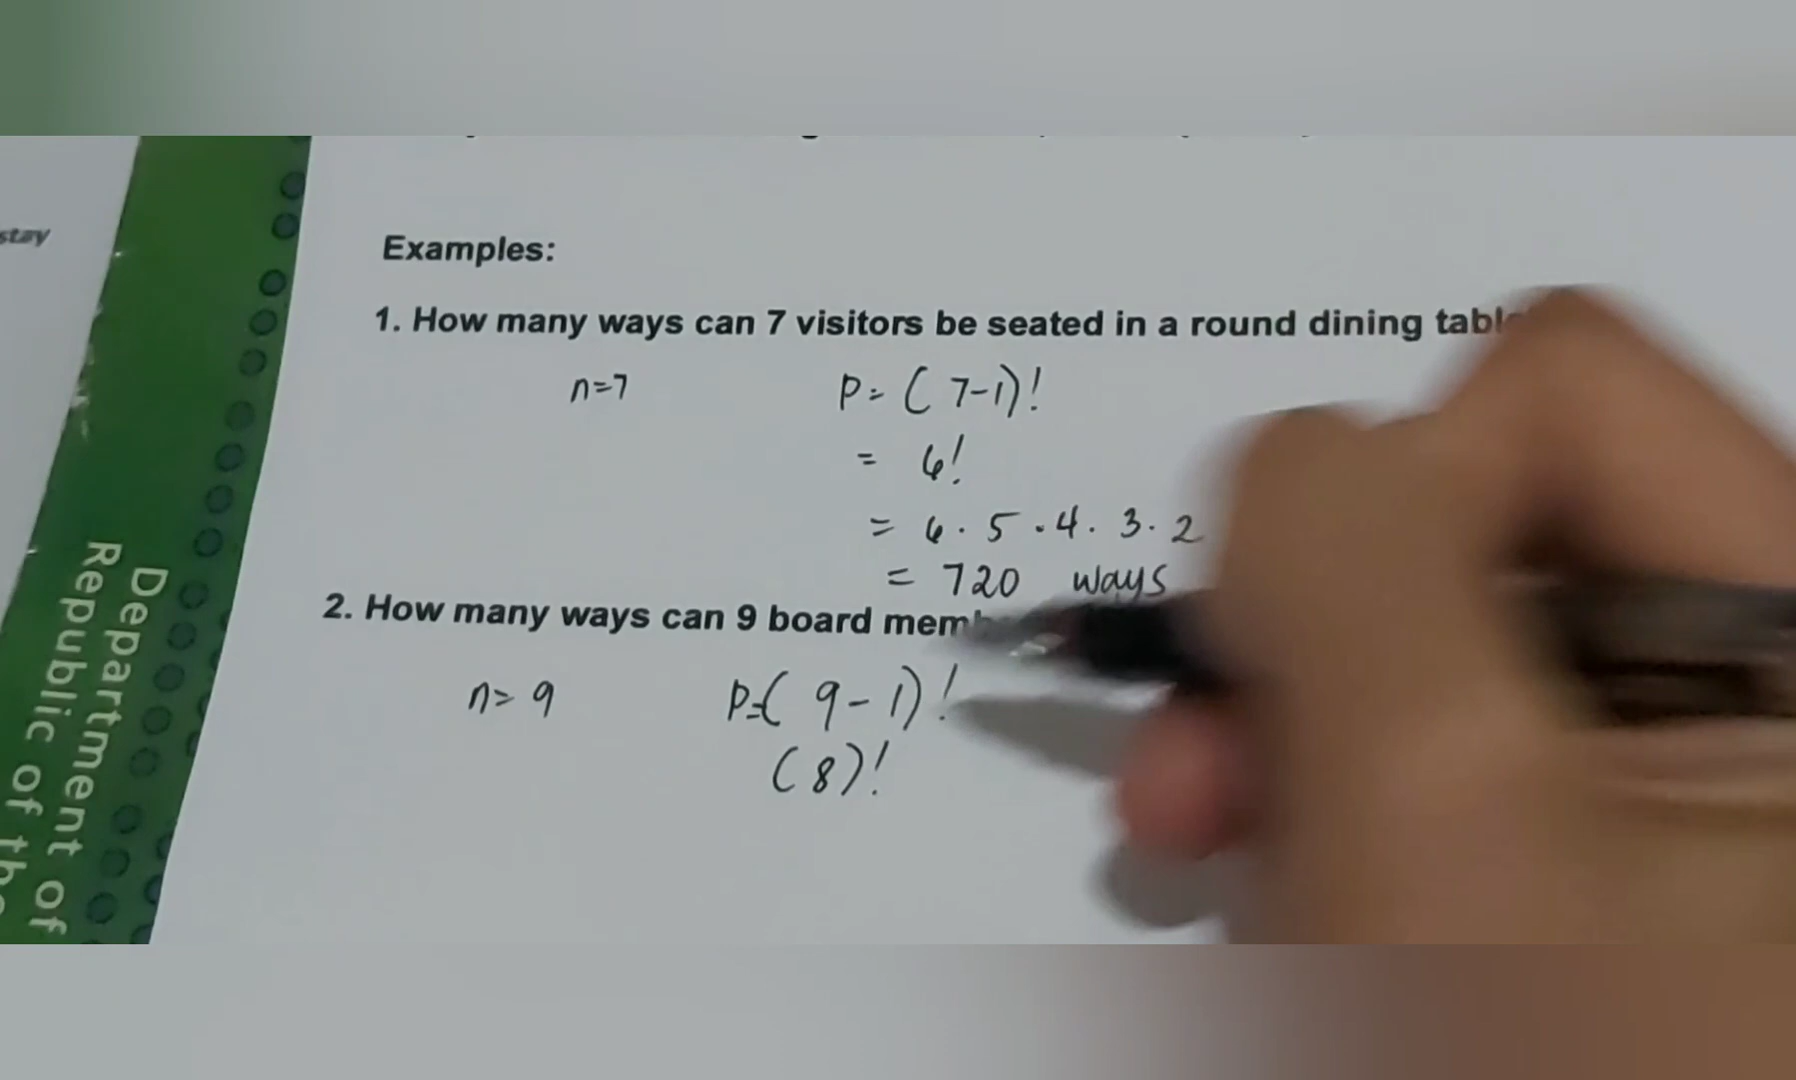 stay
Examples:
1. How many ways can 7 visitors be seated in a round dining
n=7
P= (7-1)!
= 6!
= 6 · 5 · 4 · 3 · 2
= 720 ways
2. How many ways can 9 board
n= 9
P=( 9-1)!
(8)!
Department of
Republic of the